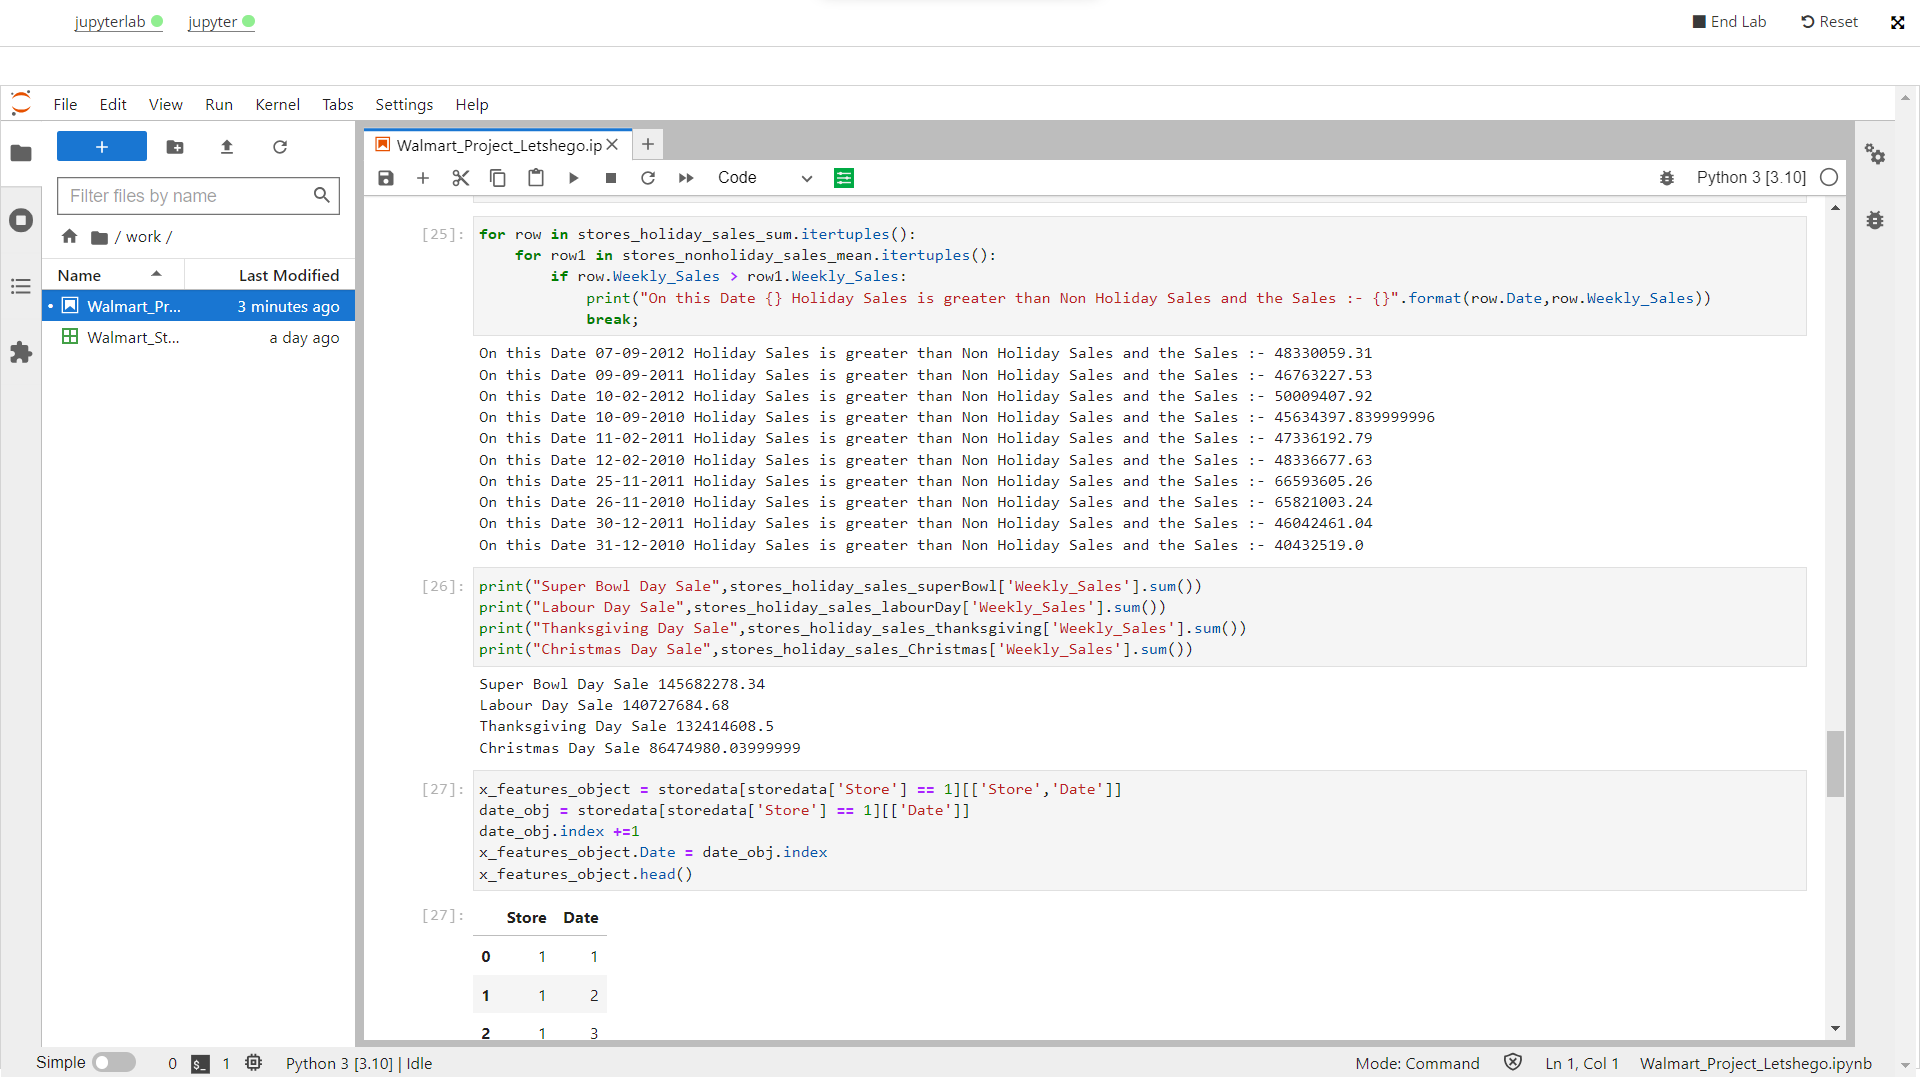 jupyterlab jupyter End Lab Reset
File Edit View Run Kernel Tabs Settings Help
Walmart_Project_Letshego.ip
Code Python 3 [3.10]
Filter files by name
/ work /
Name Last Modified
Walmart_Pr... 3 minutes ago
Walmart_St... a day ago
[25]: for row in stores_holiday_sales_sum.itertuples():
for row1 in stores_nonholiday_sales_mean.itertuples():
if row.Weekly_Sales > row1.Weekly_Sales:
print("On this Date {} Holiday Sales is greater than Non Holiday Sales and the Sales :- {}".format(row.Date,row.Weekly_Sales))
break;
On this Date 07-09-2012 Holiday Sales is greater than Non Holiday Sales and the Sales :- 48330059.31
On this Date 09-09-2011 Holiday Sales is greater than Non Holiday Sales and the Sales :- 46763227.53
On this Date 10-02-2012 Holiday Sales is greater than Non Holiday Sales and the Sales :- 50009407.92
On this Date 10-09-2010 Holiday Sales is greater than Non Holiday Sales and the Sales :- 45634397.839999996
On this Date 11-02-2011 Holiday Sales is greater than Non Holiday Sales and the Sales :- 47336192.79
On this Date 12-02-2010 Holiday Sales is greater than Non Holiday Sales and the Sales :- 48336677.63
On this Date 25-11-2011 Holiday Sales is greater than Non Holiday Sales and the Sales :- 66593605.26
On this Date 26-11-2010 Holiday Sales is greater than Non Holiday Sales and the Sales :- 65821003.24
On this Date 30-12-2011 Holiday Sales is greater than Non Holiday Sales and the Sales :- 46042461.04
On this Date 31-12-2010 Holiday Sales is greater than Non Holiday Sales and the Sales :- 40432519.0
[26]: print("Super Bowl Day Sale",stores_holiday_sales_superBowl['Weekly_Sales'].sum())
print("Labour Day Sale",stores_holiday_sales_labourDay['Weekly_Sales'].sum())
print("Thanksgiving Day Sale",stores_holiday_sales_thanksgiving['Weekly_Sales'].sum())
print("Christmas Day Sale",stores_holiday_sales_Christmas['Weekly_Sales'].sum())
Super Bowl Day Sale 145682278.34
Labour Day Sale 140727684.68
Thanksgiving Day Sale 132414608.5
Christmas Day Sale 86474980.03999999
[27]: x_features_object = storedata[storedata['Store'] == 1][['Store','Date']]
date_obj = storedata[storedata['Store'] == 1][['Date']]
date_obj.index +=1
x_features_object.Date = date_obj.index
x_features_object.head()
[27]: Store Date
0 1 1
1 1 2
2 1 3
Simple 0 $_ 1 Python 3 [3.10] | Idle Mode: Command Ln 1, Col 1 Walmart_Project_Letshego.ipynb